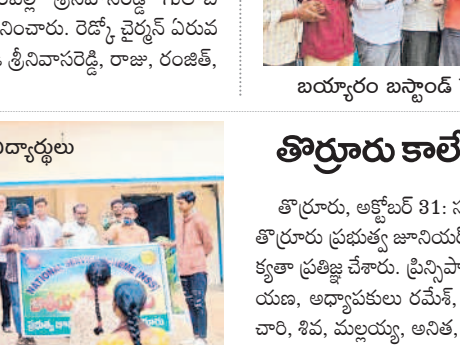 నించారు. రెడ్కో చైర్మన్ ఏరువ
శ్రీనివాసరెడ్డి, రాజు, రంజిత్,
బయ్యారం బస్టాండ్
విద్యార్థులు
NATIONAL SERVICE SCHEME (NSS)
తొర్రూరు కాలే
తొర్రూరు, అక్టోబర్ 31:
తొర్రూరు ప్రభుత్వ జూనియర్
క్యతా ప్రతిజ్ఞ చేశారు. ప్రిన్సిపా
యణ, అధ్యాపకులు రమేశ్,
చారి, శివ, మల్లయ్య, అనిత,